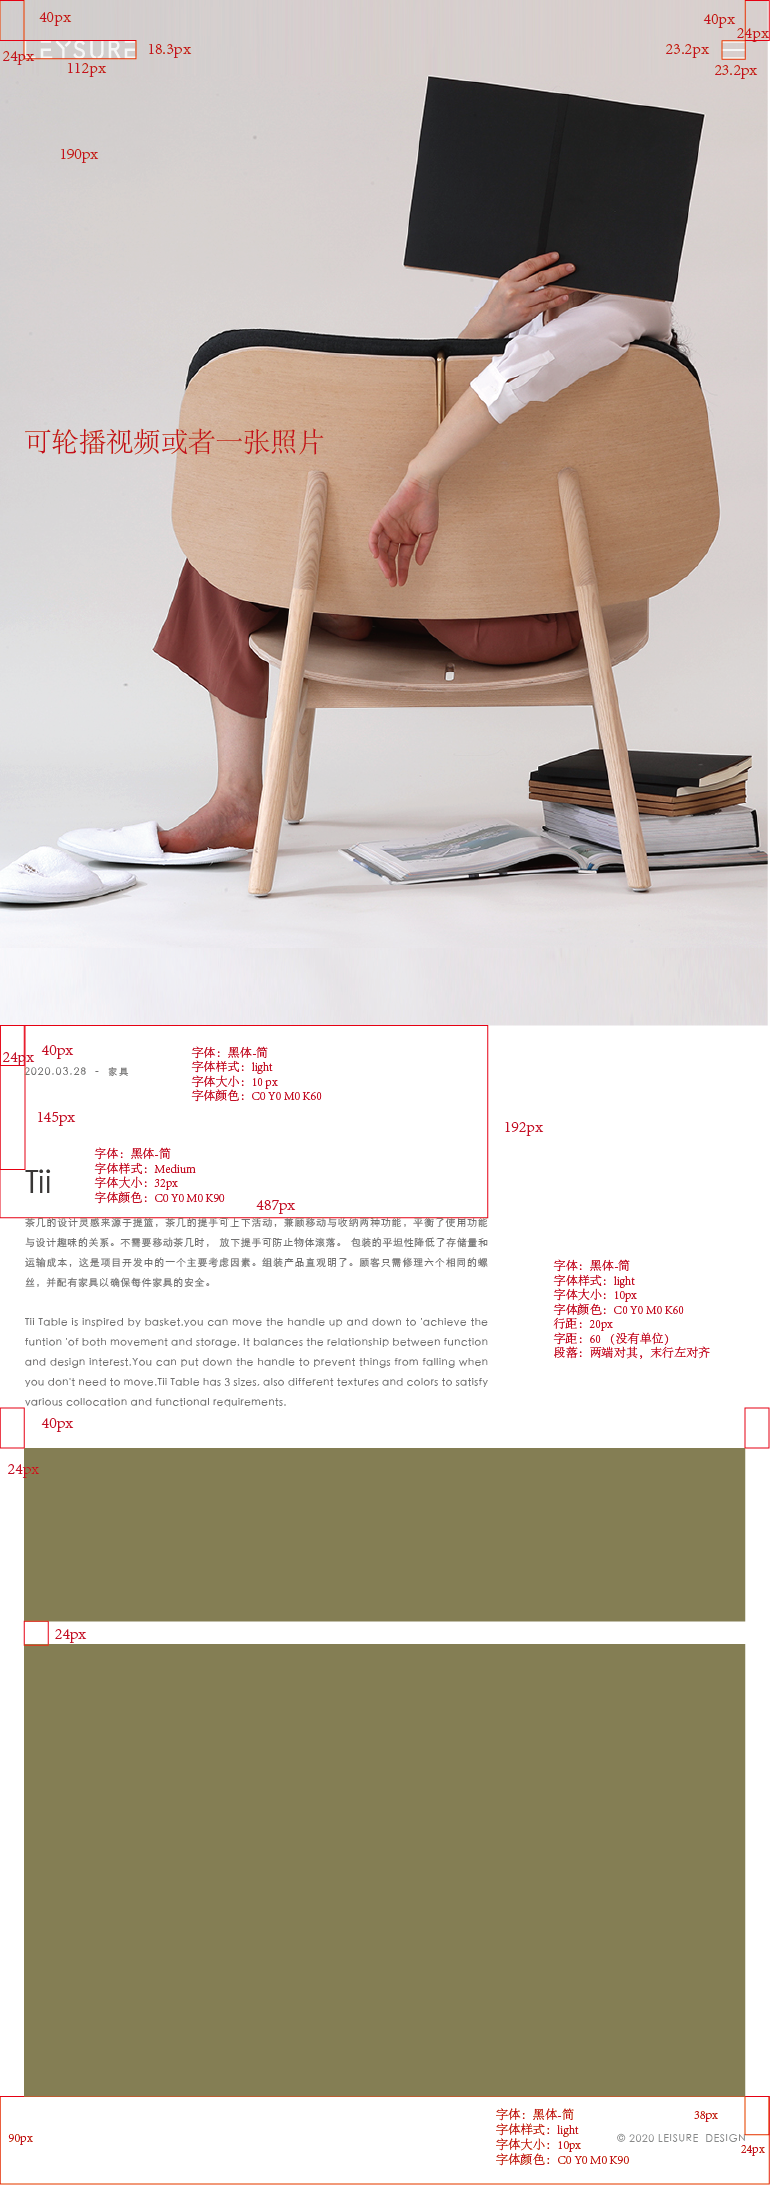 40px
40px
24px
EYSURE
18.3px
23.2px
24px
112px
23.2px
190px
可轮播视频或者一张照片
24px
40px
字体：黑体-简
字体样式：light
字体大小：10 px
字体颜色：C0 Y0 M0 K60
2020.03.28 - 家具
145px
192px
字体：黑体-简
字体样式：Medium
字体大小：32px
字体颜色：C0 Y0 M0 K90
Tii
487px
茶几的设计灵感来源于提篮，茶几的提手可上下活动，兼顾移动与收纳两种功能，平衡了使用功能
与设计趣味的关系。不需要移动茶几时， 放下提手可防止物体滚落。 包装的平坦性降低了存储量和
运输成本，这是项目开发中的一个主要考虑因素。组装产品直观明了。顾客只需修理六个相同的螺
丝，并配有家具以确保每件家具的安全。
字体：黑体-简
字体样式：light
字体大小：10px
字体颜色：C0 Y0 M0 K60
行距：20px
字距：60 （没有单位）
段落：两端对其，末行左对齐
Tii Table is inspired by basket.you can move the handle up and down to 'achieve the
funtion 'of both movement and storage. It balances the relationship between function
and design interest.You can put down the handle to prevent things from falling when
you don't need to move.Tii Table has 3 sizes. also different textures and colors to satisfy
various collocation and functional requirements.
40px
24px
24px
字体：黑体-简
字体样式：light
字体大小：10px
字体颜色：C0 Y0 M0 K90
38px
90px
© 2020 LEISURE DESIGN
24px